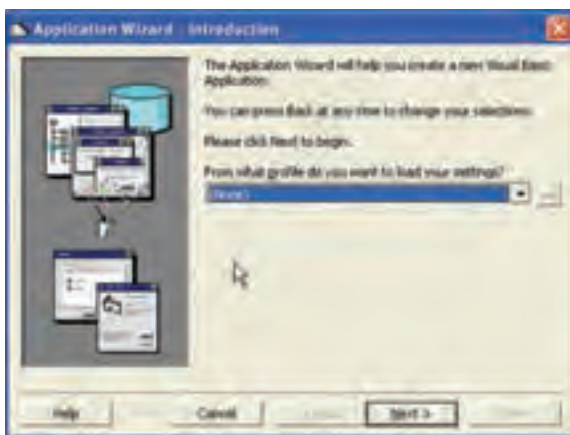 Application Wizard - Introduction
The Application Wizard will help you create a new Visual Basic
Application.
You can press Back at any time to change your selections.
Please click Next to begin.
From what profile do you want to load your settings?
(None)
...
Help
Cancel
Next >